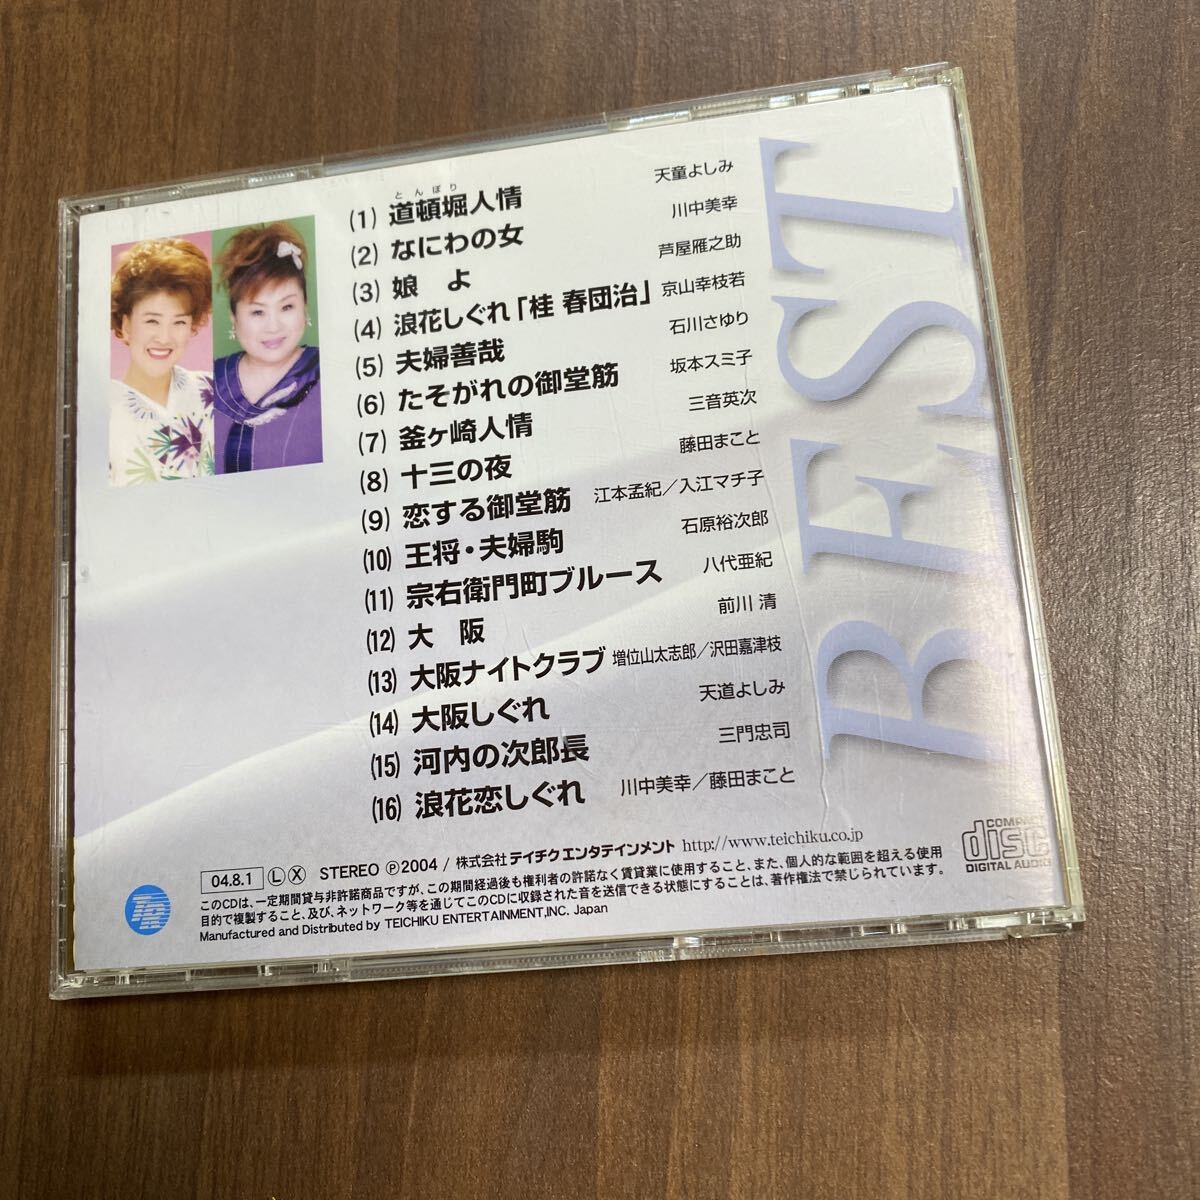 (1) 道頓堀人情 天童よしみ
とんぼり
(2) なにわの女 川中美幸
(3) 娘 よ 芦屋雁之助
(4) 浪花しぐれ「桂 春団治」 京山幸枝若
(5) 夫婦善哉 石川さゆり
(6) たそがれの御堂筋 坂本スミ子
(7) 釜ヶ崎人情 三音英次
(8) 十三の夜 藤田まこと
(9) 恋する御堂筋 江本孟紀／入江マチ子
(10) 王将・夫婦駒 石原裕次郎
(11) 宗右衛門町ブルース 八代亜紀
(12) 大 阪 前川 清
(13) 大阪ナイトクラブ 増位山太志郎／沢田嘉津枝
(14) 大阪しぐれ 天道よしみ
(15) 河内の次郎長 三門忠司
(16) 浪花恋しぐれ 川中美幸／藤田まこと
BEST
04.8.1 Ⓛ Ⓧ STEREO ℗2004 / 株式会社 テイチクエンタテインメント http://www.teichiku.co.jp
このCDは、一定期間貸与非許諾商品ですが、この期間経過後も権利者の許諾なく賃貸業に使用すること、また、個人的な範囲を超える使用
目的で複製すること、及び、ネットワーク等を通じてこのCDに収録された音を送信できる状態にすることは、著作権法で禁じられています。
Manufactured and Distributed by TEICHIKU ENTERTAINMENT,INC. Japan
COMPACT
disc
DIGITAL AUDIO